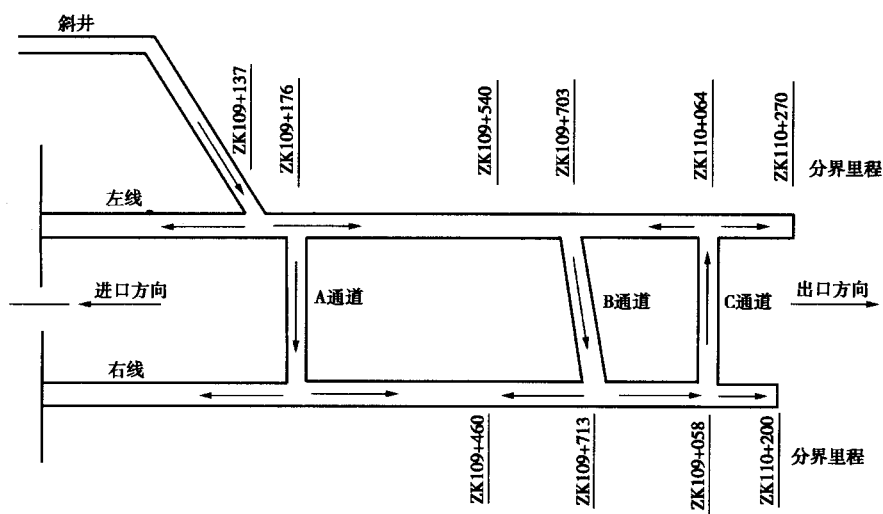 斜井
ZK109+137
ZK109+176
ZK109+540
ZK109+703
ZK110+064
ZK110+270
分界里程
左线
进口方向
A通道
B通道
C通道
出口方向
右线
ZK109+460
ZK109+713
ZK109+058
ZK110+200
分界里程